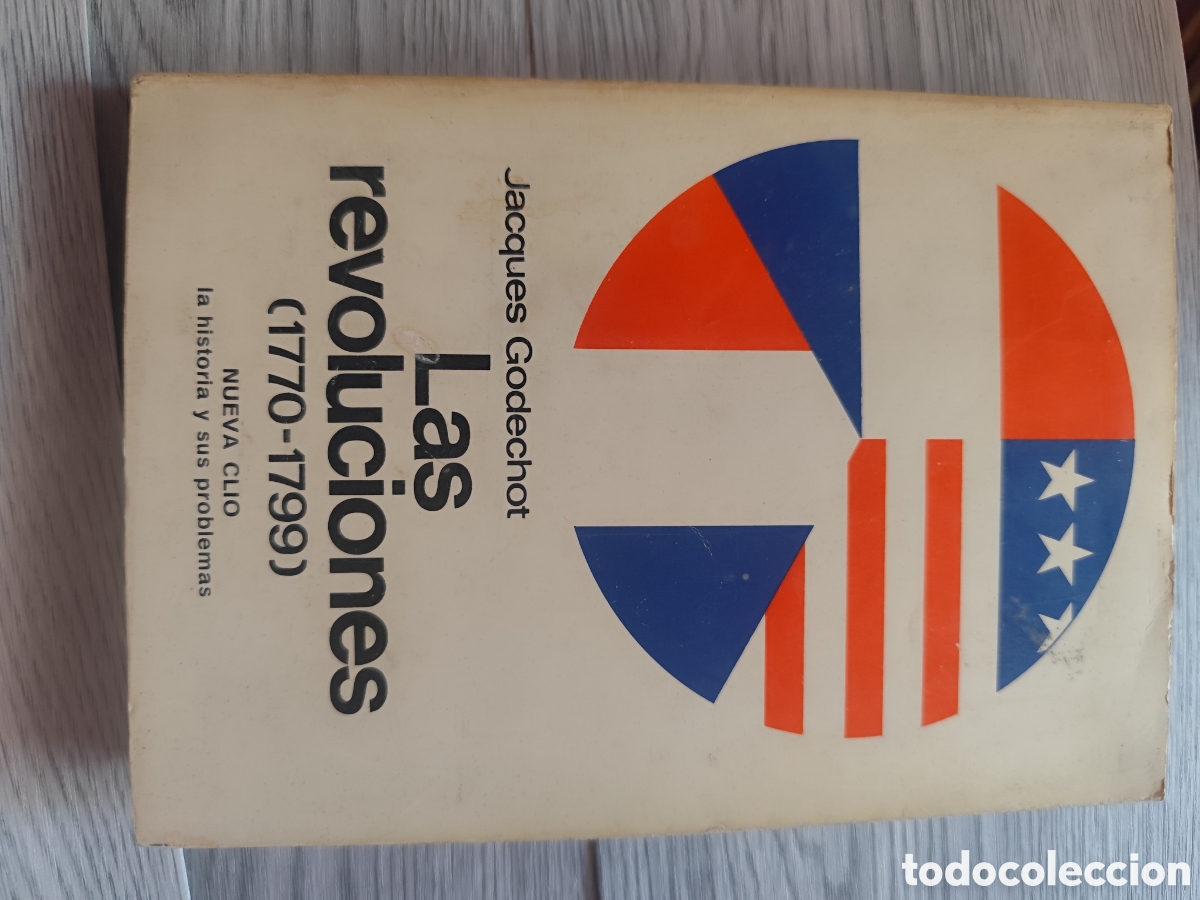 Jacques Godechot
Las
revoluciones
(1770-1799)
NUEVA CLIO
la historia y sus problemas
todocoleccion